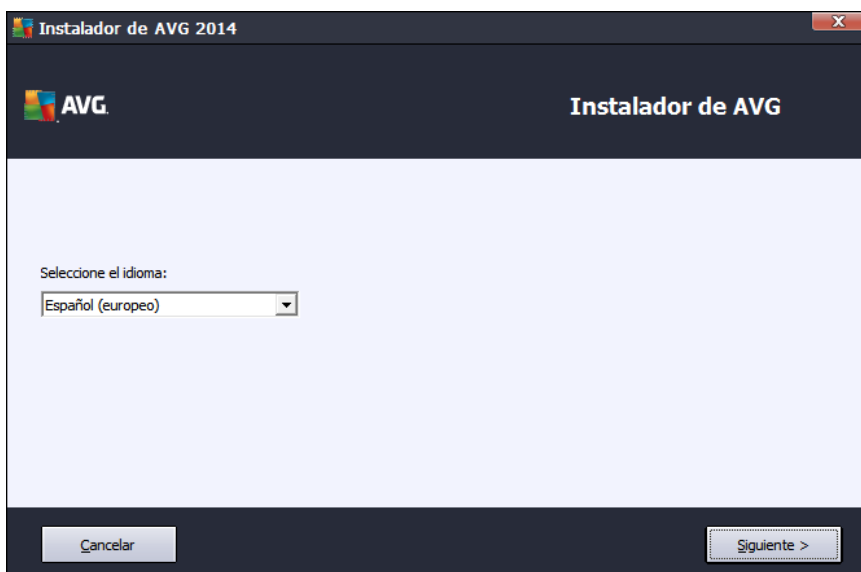 Instalador de AVG 2014
AVG.
Instalador de AVG
Seleccione el idioma:
Español (europeo)
Cancelar
Siguiente >